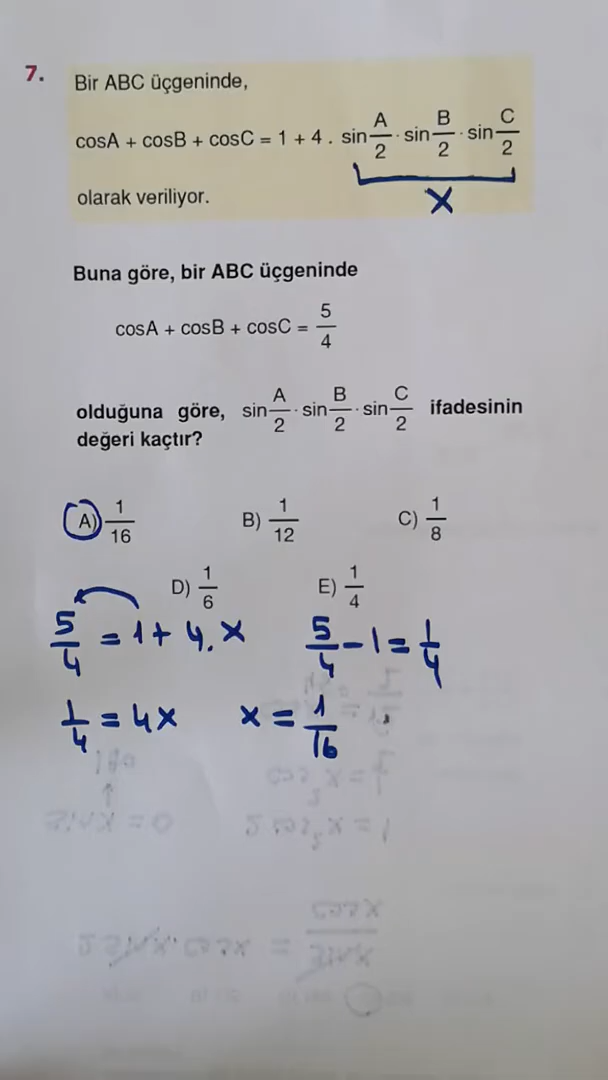 7.
Bir ABC üçgeninde,
cosA + cosB + cosC = 1 + 4 . sin A/2 · sin B/2 · sin C/2
x
olarak veriliyor.
Buna göre, bir ABC üçgeninde
cosA + cosB + cosC = 5/4
olduğuna göre, sin A/2 · sin B/2 · sin C/2 ifadesinin
değeri kaçtır?
A) 1/16 B) 1/12 C) 1/8
D) 1/6 E) 1/4
5/4 = 1 + 4.x 5/4 - 1 = 1/4
1/4 = 4x x = 1/16